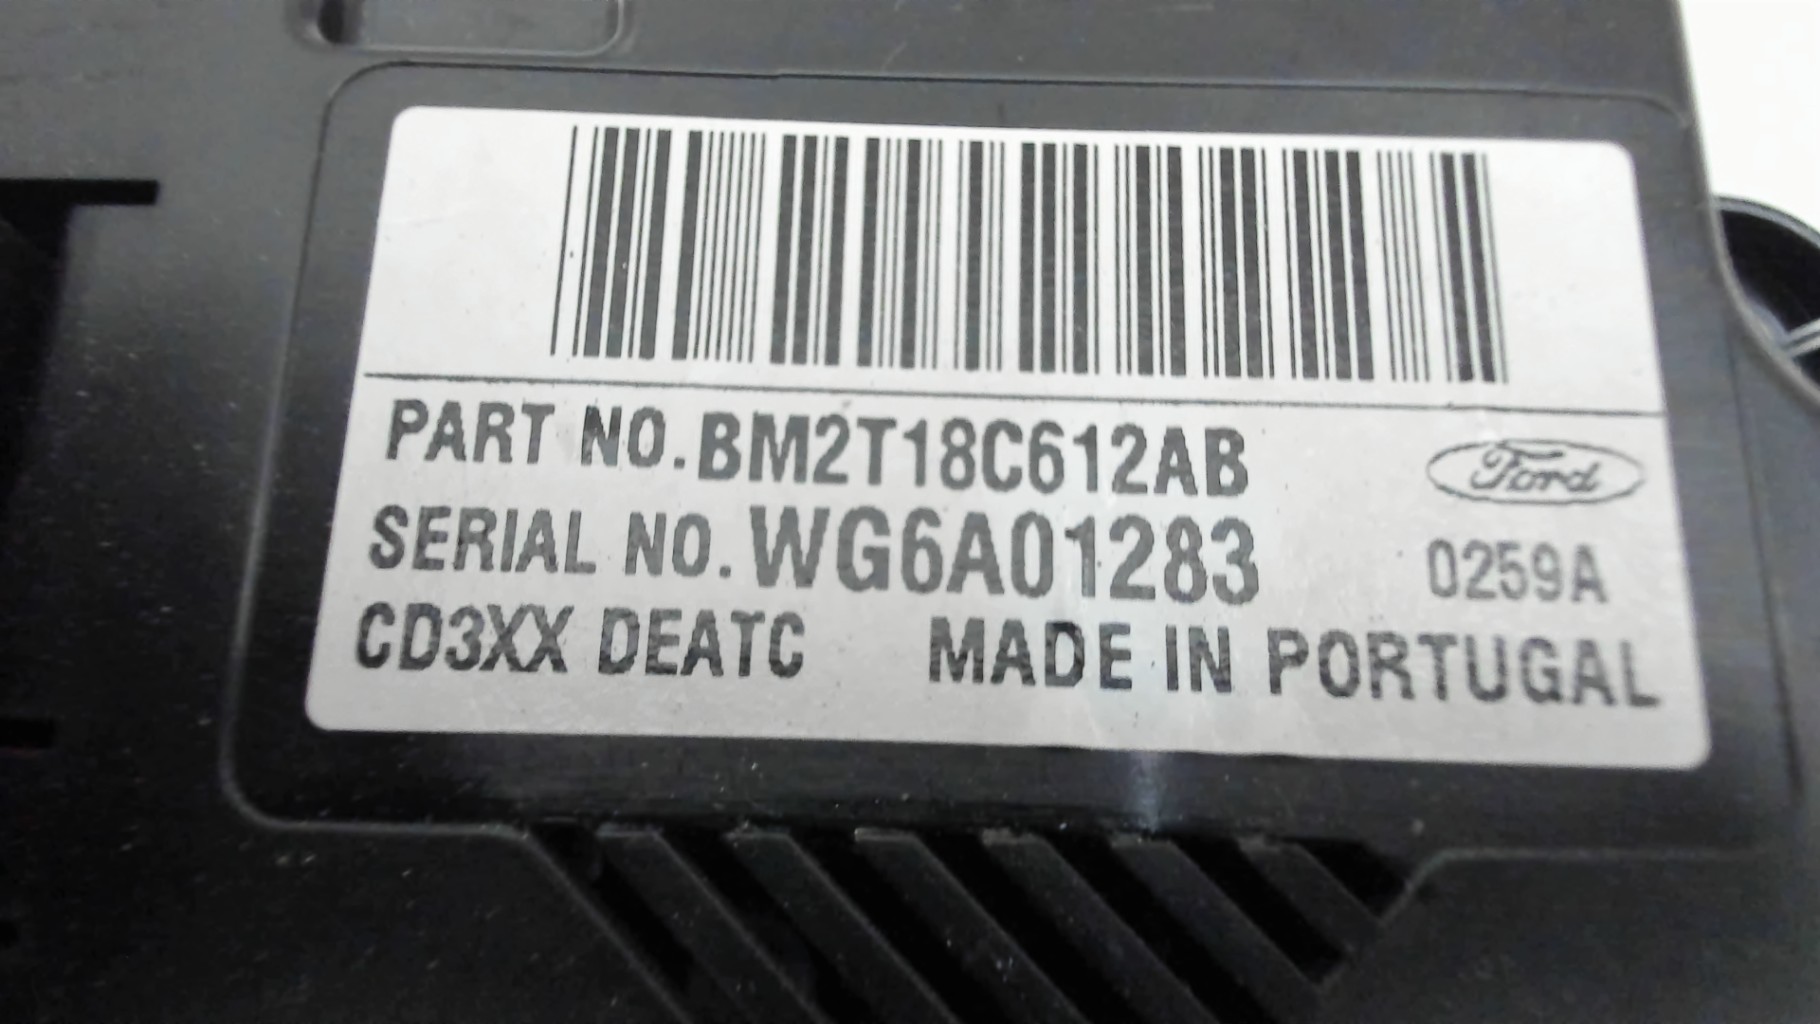 PART NO. BM2T18C612AB
Ford
SERIAL NO. WG6A01283
0259A
CD3XX DEATC MADE IN PORTUGAL